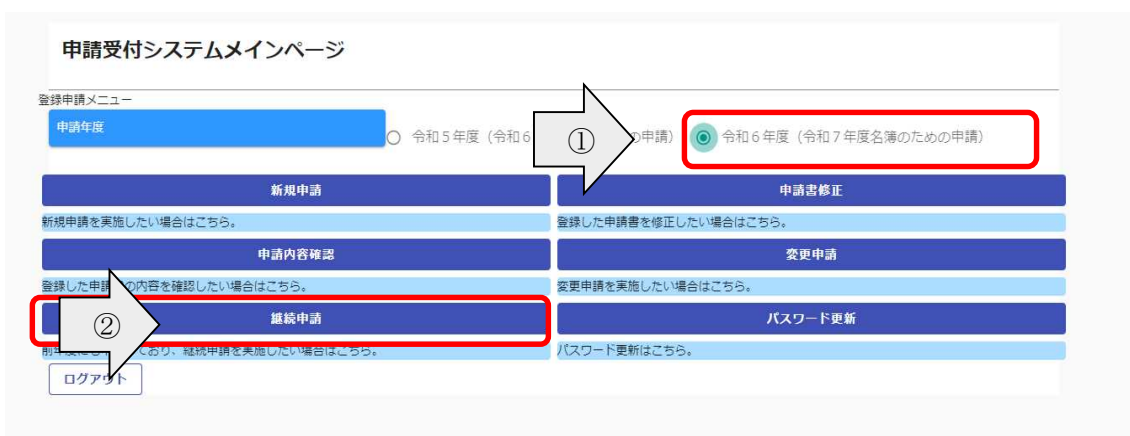 申請受付システムメインページ
登録申請メニュー
申請年度
令和5年度（令和6 の申請） 令和6年度（令和7年度名簿のための申請）
①
新規申請 申請書修正
新規申請を実施したい場合はこちら。 登録した申請書を修正したい場合はこちら。
申請内容確認 変更申請
登録した申請 の内容を確認したい場合はこちら。 変更申請を実施したい場合はこちら。
② 継続申請 パスワード更新
ており、継続申請を実施したい場合はこちら。 パスワード更新はこちら。
ログアウト